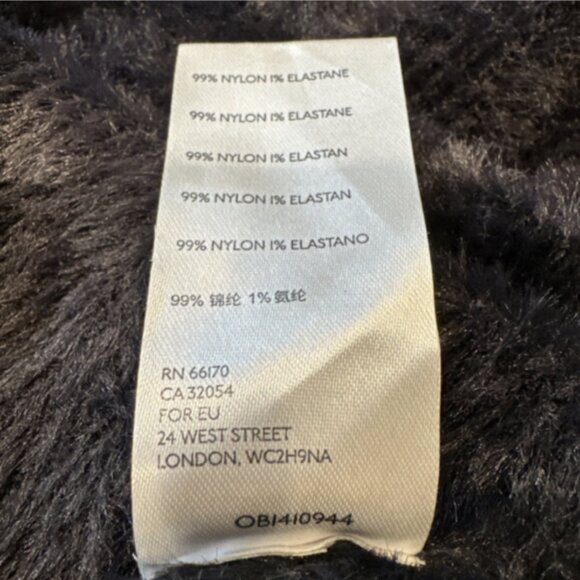 99% NYLON 1% ELASTANE
99% NYLON 1% ELASTANE
99% NYLON 1% ELASTAN
99% NYLON 1% ELASTAN
99% NYLON 1% ELASTANO
99% 锦纶 1% 氨纶
RN 66170
CA 32054
FOR EU
24 WEST STREET
LONDON, WC2H9NA
OB1410944